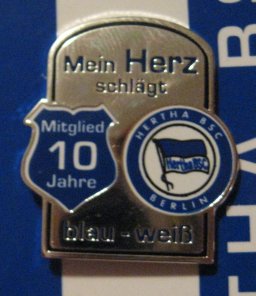 Mein Herz
schlägt
Mitglied
10
Jahre
HERTHA BSC
Hertha BSC
BERLIN
blau - weiß